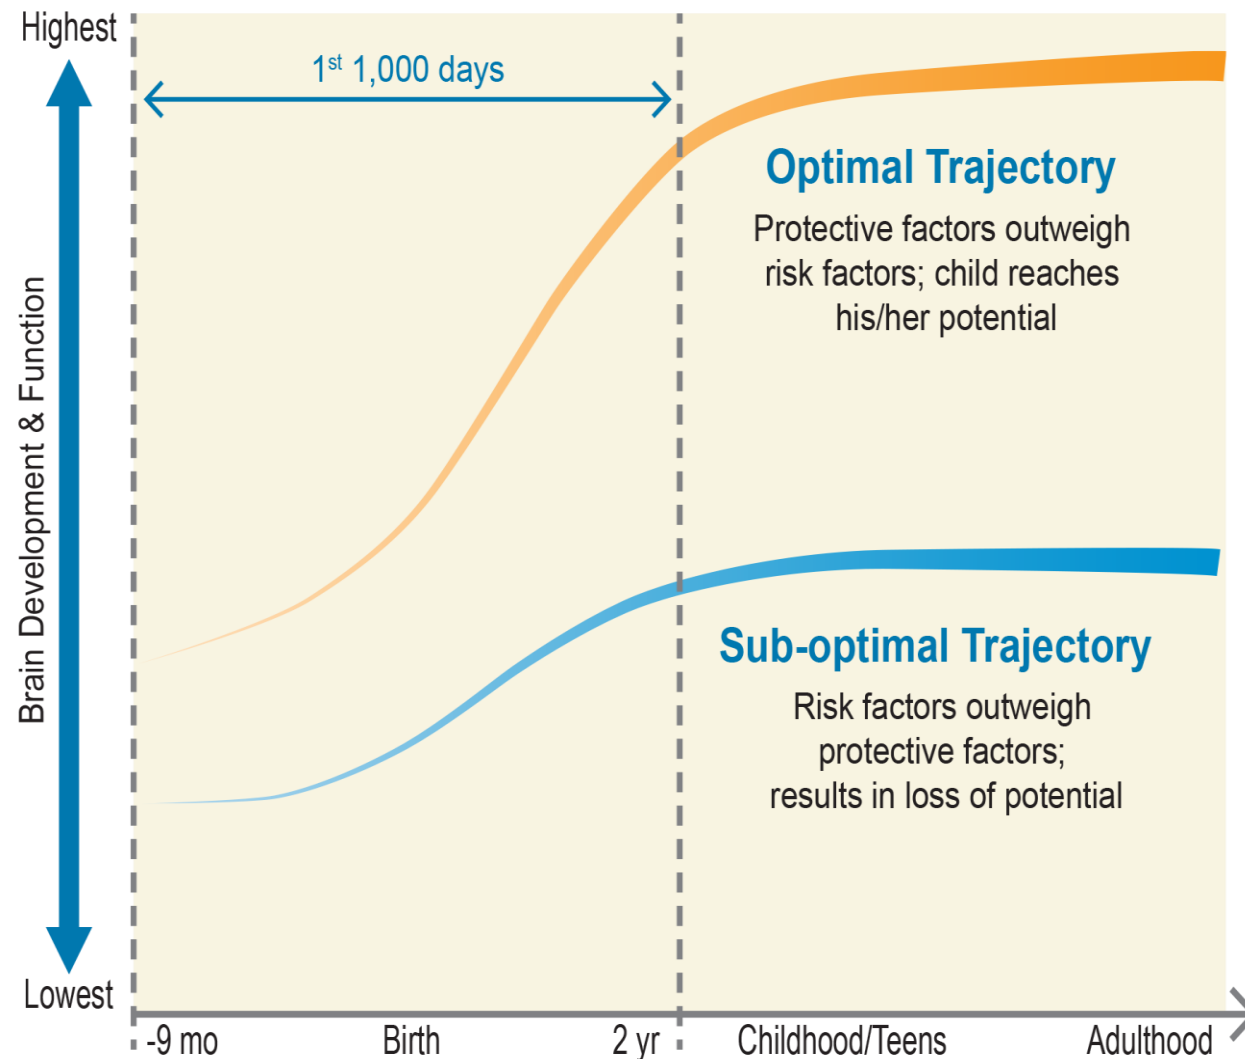 Highest
1st 1,000 days
Optimal Trajectory
Protective factors outweigh
risk factors; child reaches
his/her potential
Brain Development & Function
Sub-optimal Trajectory
Risk factors outweigh
protective factors;
results in loss of potential
Lowest
-9 mo Birth 2 yr Childhood/Teens Adulthood